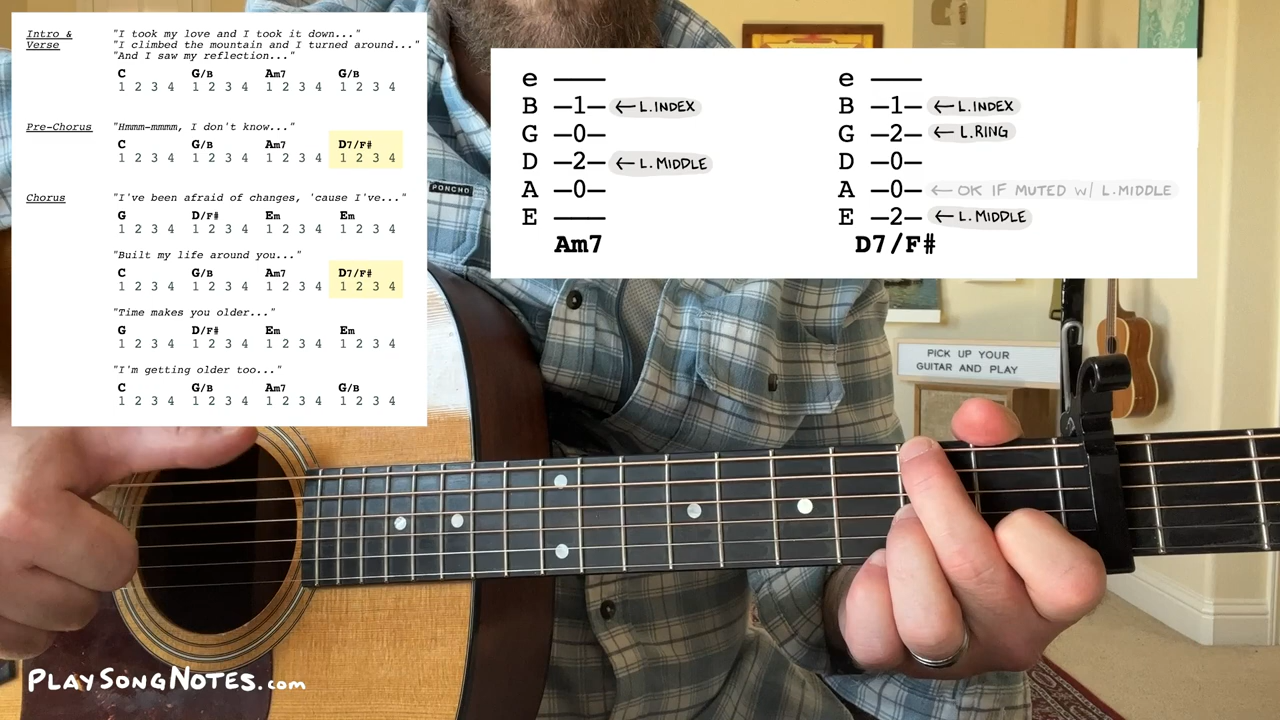 Intro &
Verse
"I took my love and I took it down..."
"I climbed the mountain and I turned around..."
"And I saw my reflection..."
C G/B Am7 G/B
1 2 3 4 1 2 3 4 1 2 3 4 1 2 3 4
Pre-Chorus
"Hmmm-mmmm, I don't know..."
C G/B Am7 D7/F#
1 2 3 4 1 2 3 4 1 2 3 4 1 2 3 4
Chorus
"I've been afraid of changes, 'cause I've..."
G D/F# Em Em
1 2 3 4 1 2 3 4 1 2 3 4 1 2 3 4
"Built my life around you..."
C G/B Am7 D7/F#
1 2 3 4 1 2 3 4 1 2 3 4 1 2 3 4
"Time makes you older..."
G D/F# Em Em
1 2 3 4 1 2 3 4 1 2 3 4 1 2 3 4
"I'm getting older too..."
C G/B Am7 G/B
1 2 3 4 1 2 3 4 1 2 3 4 1 2 3 4
e ———
B —1— ← L.INDEX
G —0—
D —2— ← L.MIDDLE
A —0—
E ———
Am7
e ———
B —1— ← L.INDEX
G —2— ← L.RING
D —0—
A —0— ← OK IF MUTED W/ L.MIDDLE
E —2— ← L.MIDDLE
D7/F#
PONCHO
PICK UP YOUR
GUITAR AND PLAY
PLAYSONGNOTES.COM